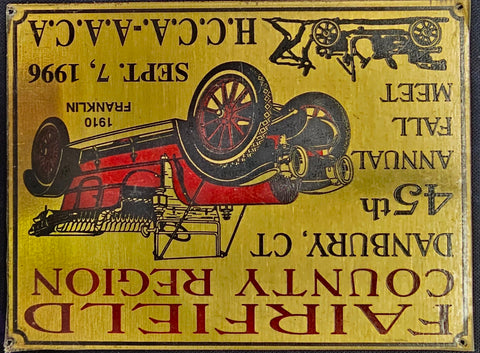 FAIRFIELD
COUNTY REGION
DANBURY, CT
45th
ANNUAL
FALL
MEET
1910
FRANKLIN
SEPT. 7, 1996
H.C.C.A.-A.A.C.A